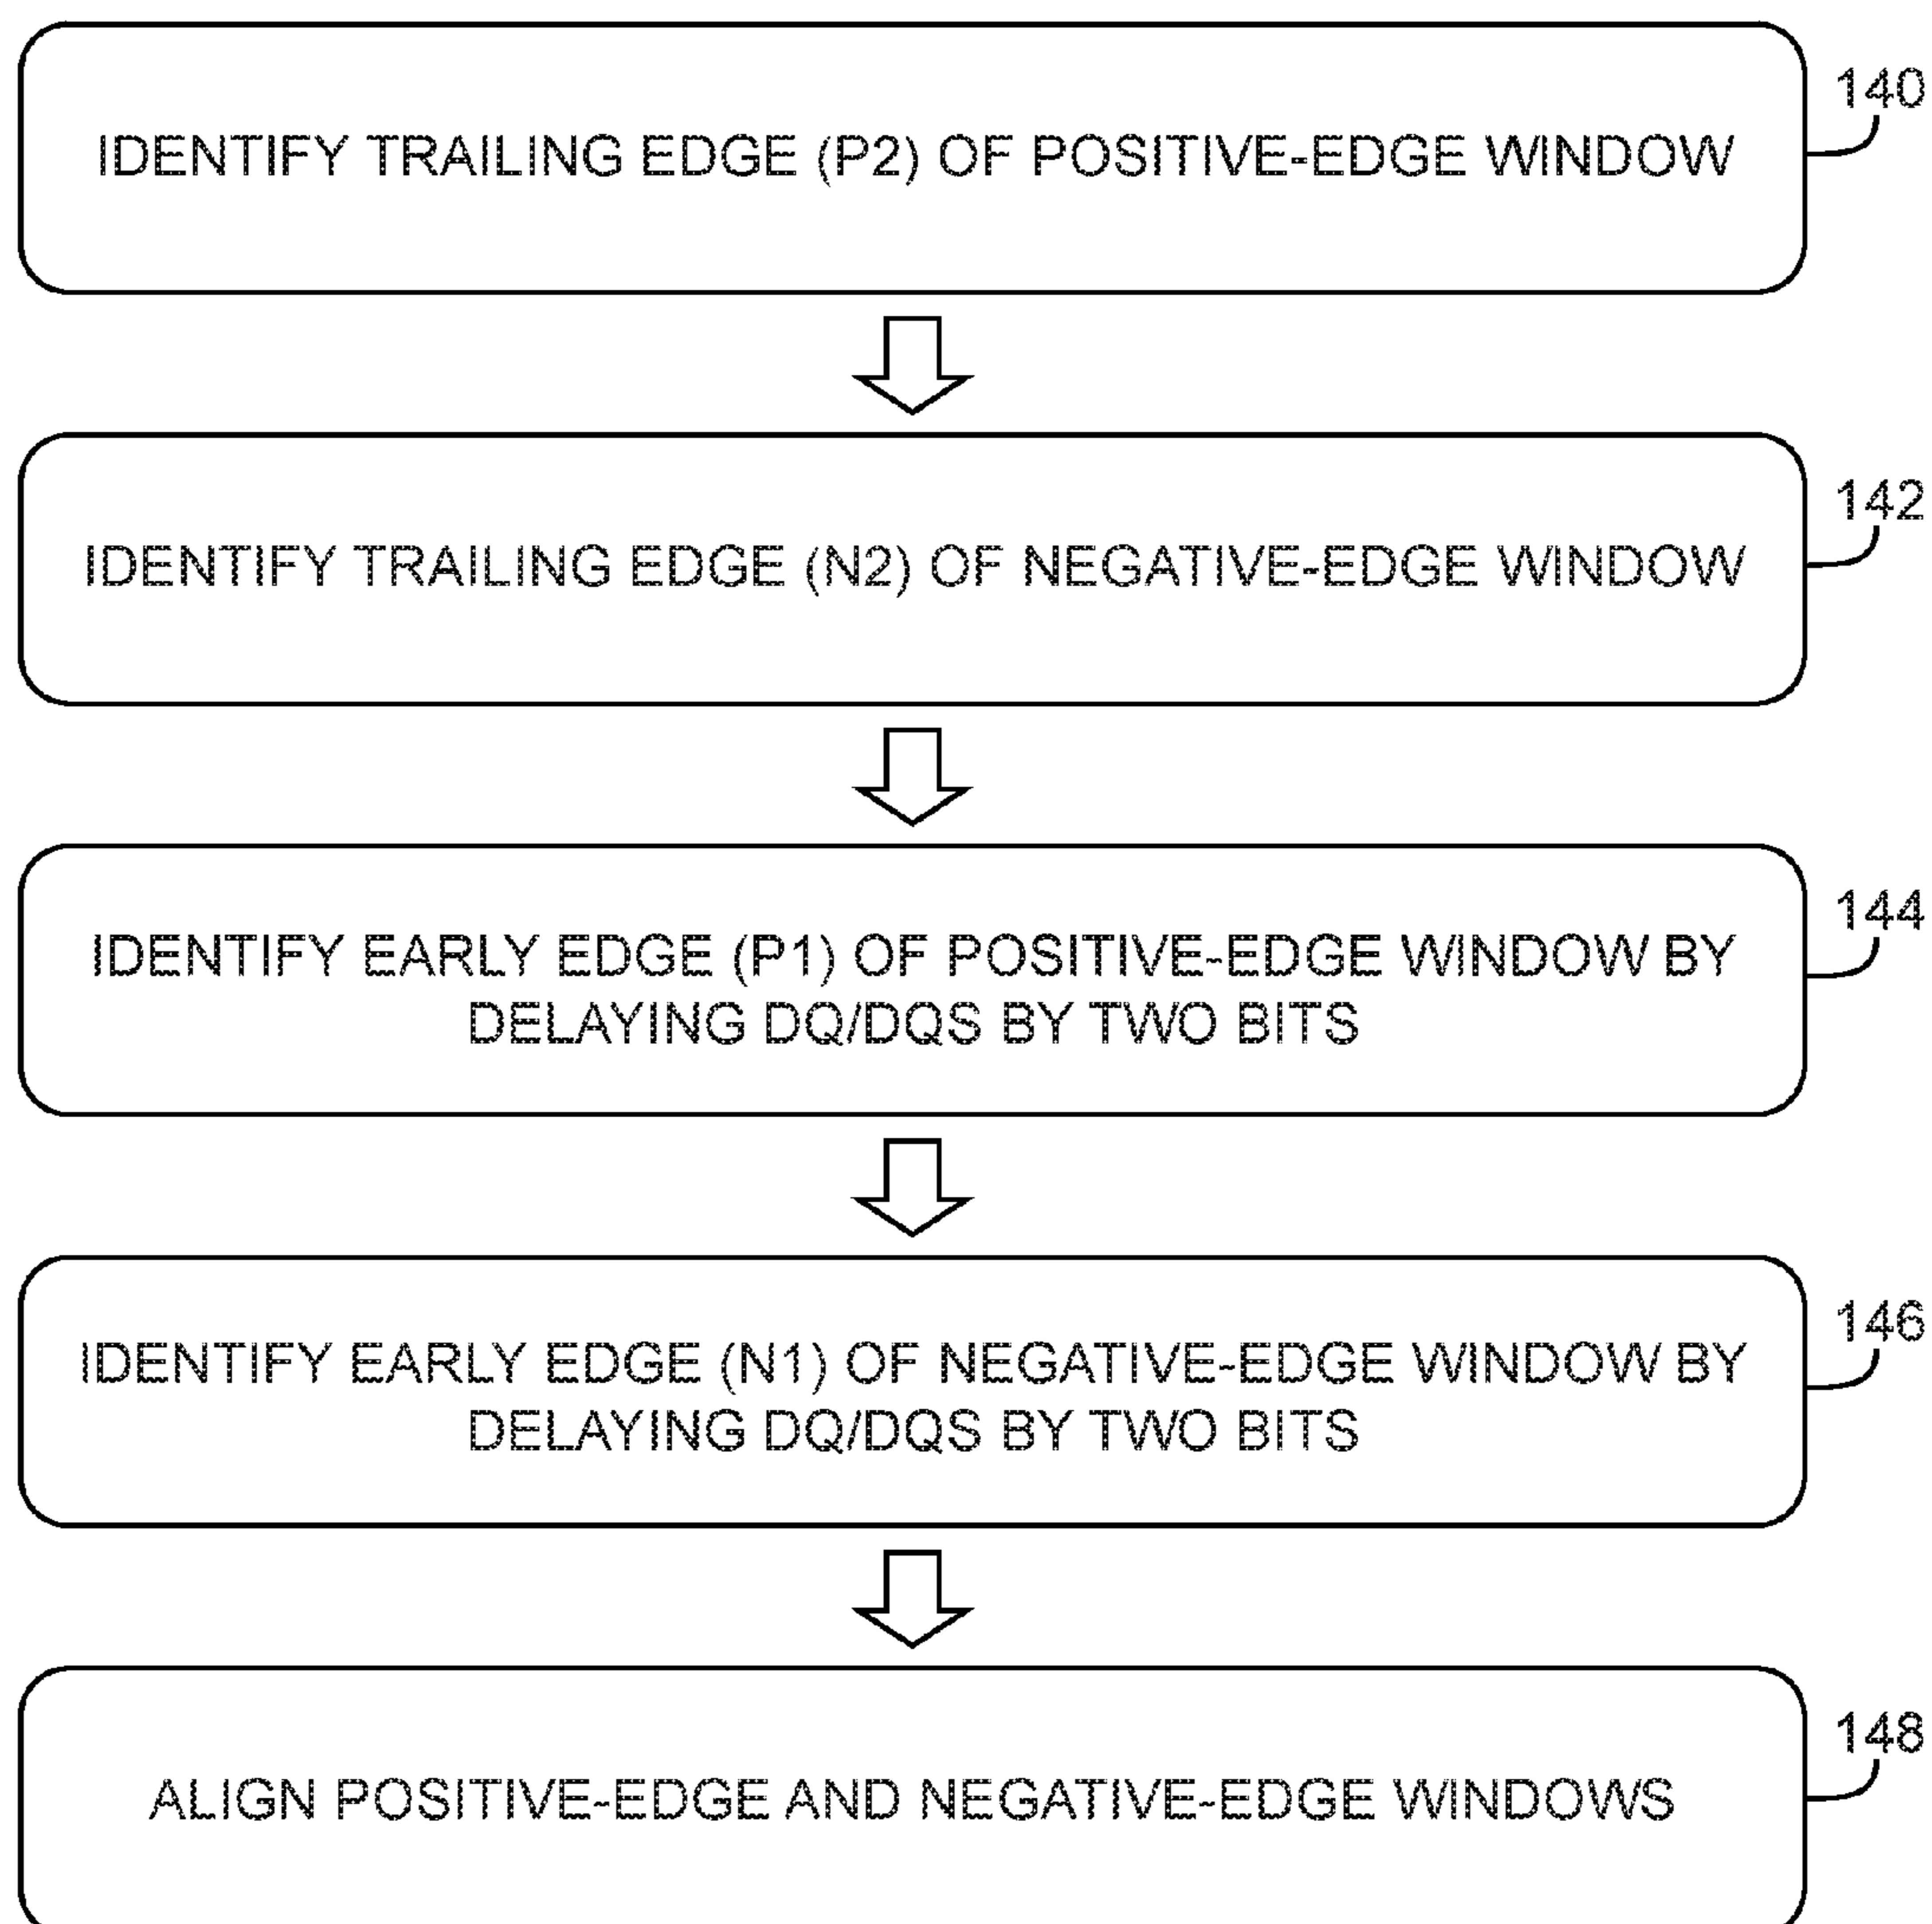 140
IDENTIFY TRAILING EDGE (P2) OF POSITIVE-EDGE WINDOW
142
IDENTIFY TRAILING EDGE (N2) OF NEGATIVE-EDGE WINDOW
144
IDENTIFY EARLY EDGE (P1) OF POSITIVE-EDGE WINDOW BY
DELAYING DQ/DQS BY TWO BITS
146
IDENTIFY EARLY EDGE (N1) OF NEGATIVE-EDGE WINDOW BY
DELAYING DQ/DQS BY TWO BITS
148
ALIGN POSITIVE-EDGE AND NEGATIVE-EDGE WINDOWS